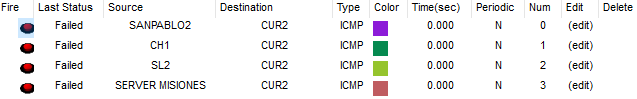 Fire Last Status Source Destination Type Color Time(sec) Periodic Num Edit Delete
Failed SANPABLO2 CUR2 ICMP 0.000 N 0 (edit)
Failed CH1 CUR2 ICMP 0.000 N 1 (edit)
Failed SL2 CUR2 ICMP 0.000 N 2 (edit)
Failed SERVER MISIONES CUR2 ICMP 0.000 N 3 (edit)